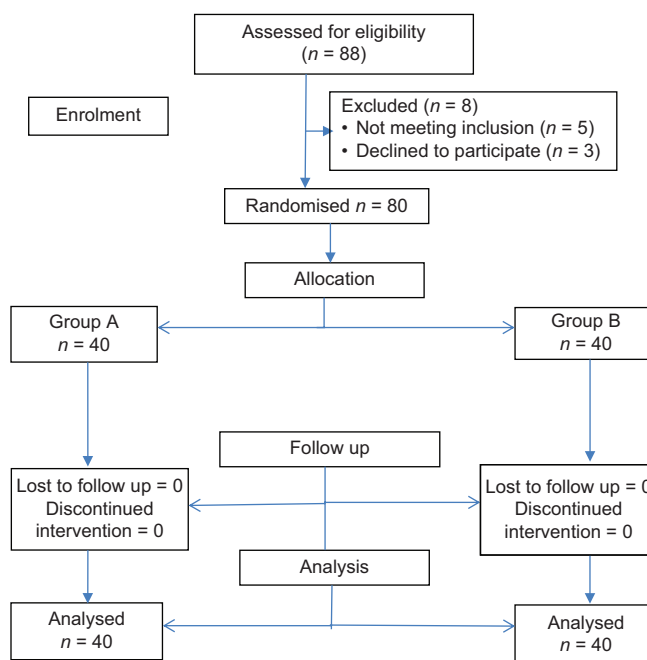 Assessed for eligibility
(n = 88)
Enrolment
Excluded (n = 8)
• Not meeting inclusion (n = 5)
• Declined to participate (n = 3)
Randomised n = 80
Allocation
Group A
n = 40
Group B
n = 40
Follow up
Lost to follow up = 0
Discontinued
intervention = 0
Lost to follow up = 0
Discontinued
intervention = 0
Analysis
Analysed
n = 40
Analysed
n = 40